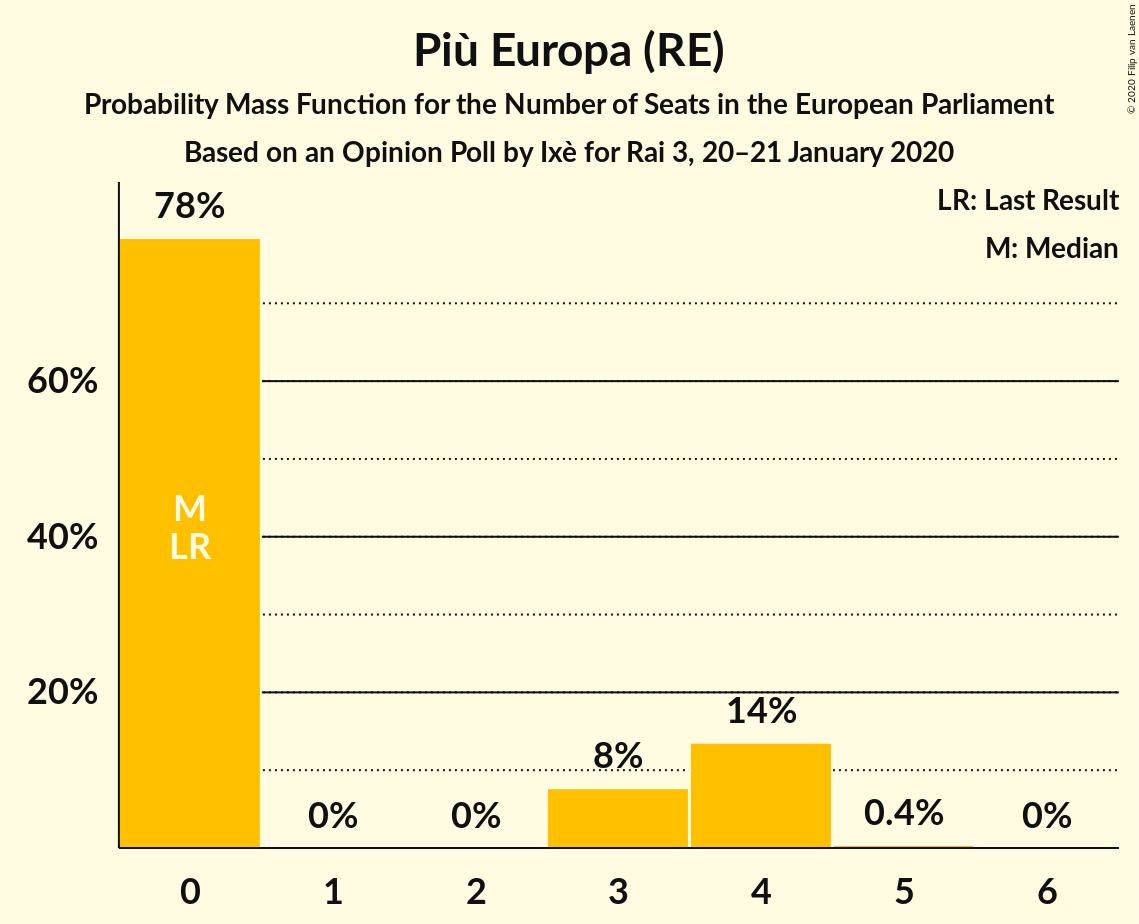 Più Europa (RE)
Probability Mass Function for the Number of Seats in the European Parliament
Based on an Opinion Poll by Ixè for Rai 3, 20–21 January 2020
© 2020 Filip van Laenen
LR: Last Result
M: Median
78%
60%
40%
20%
M
LR
0%
0%
8%
14%
0.4%
0%
0 1 2 3 4 5 6